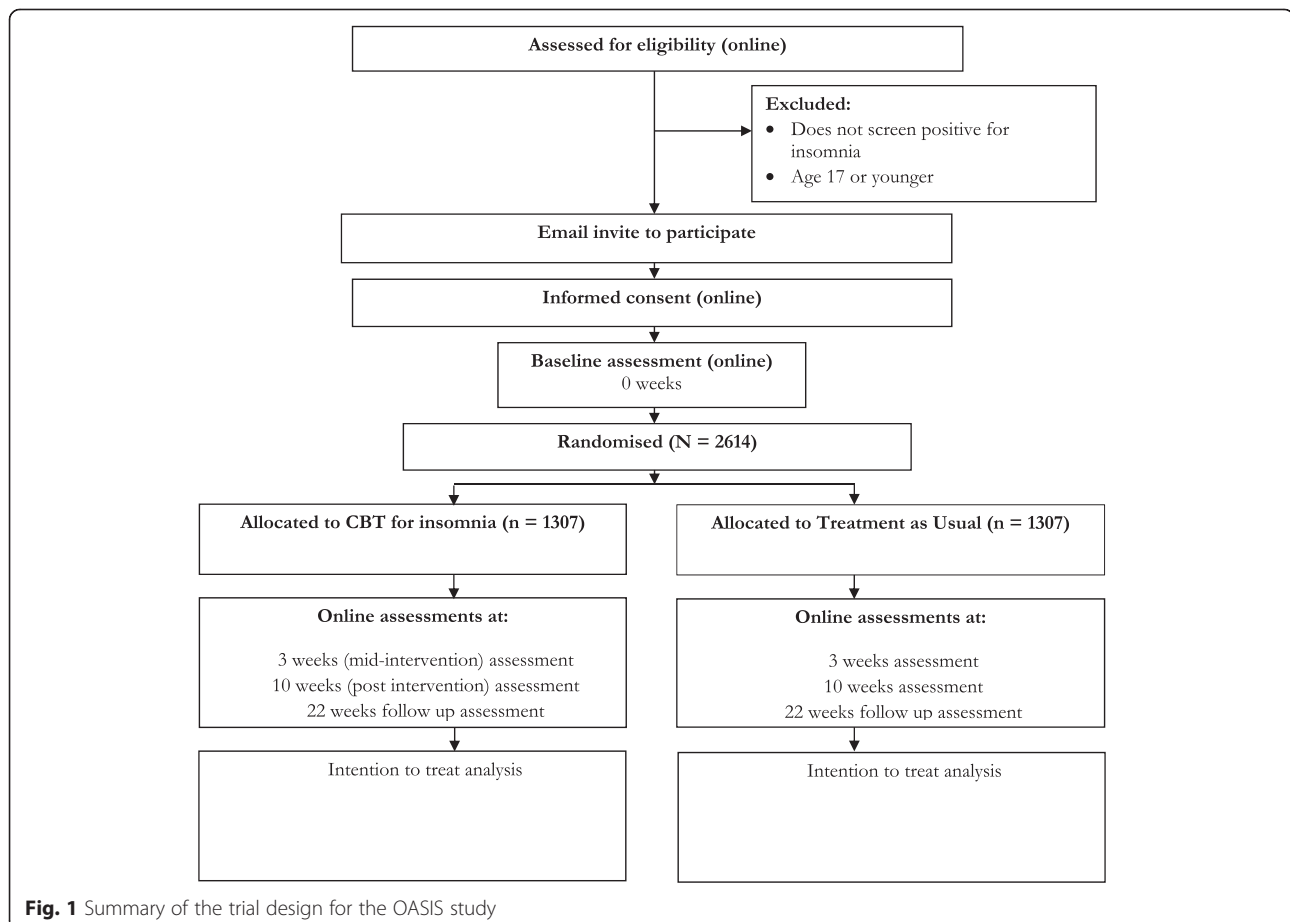 Assessed for eligibility (online)
Excluded:
• Does not screen positive for
insomnia
• Age 17 or younger
Email invite to participate
Informed consent (online)
Baseline assessment (online)
0 weeks
Randomised (N = 2614)
Allocated to CBT for insomnia (n = 1307)
Allocated to Treatment as Usual (n = 1307)
Online assessments at:
3 weeks (mid-intervention) assessment
10 weeks (post intervention) assessment
22 weeks follow up assessment
Online assessments at:
3 weeks assessment
10 weeks assessment
22 weeks follow up assessment
Intention to treat analysis
Intention to treat analysis
Fig. 1 Summary of the trial design for the OASIS study